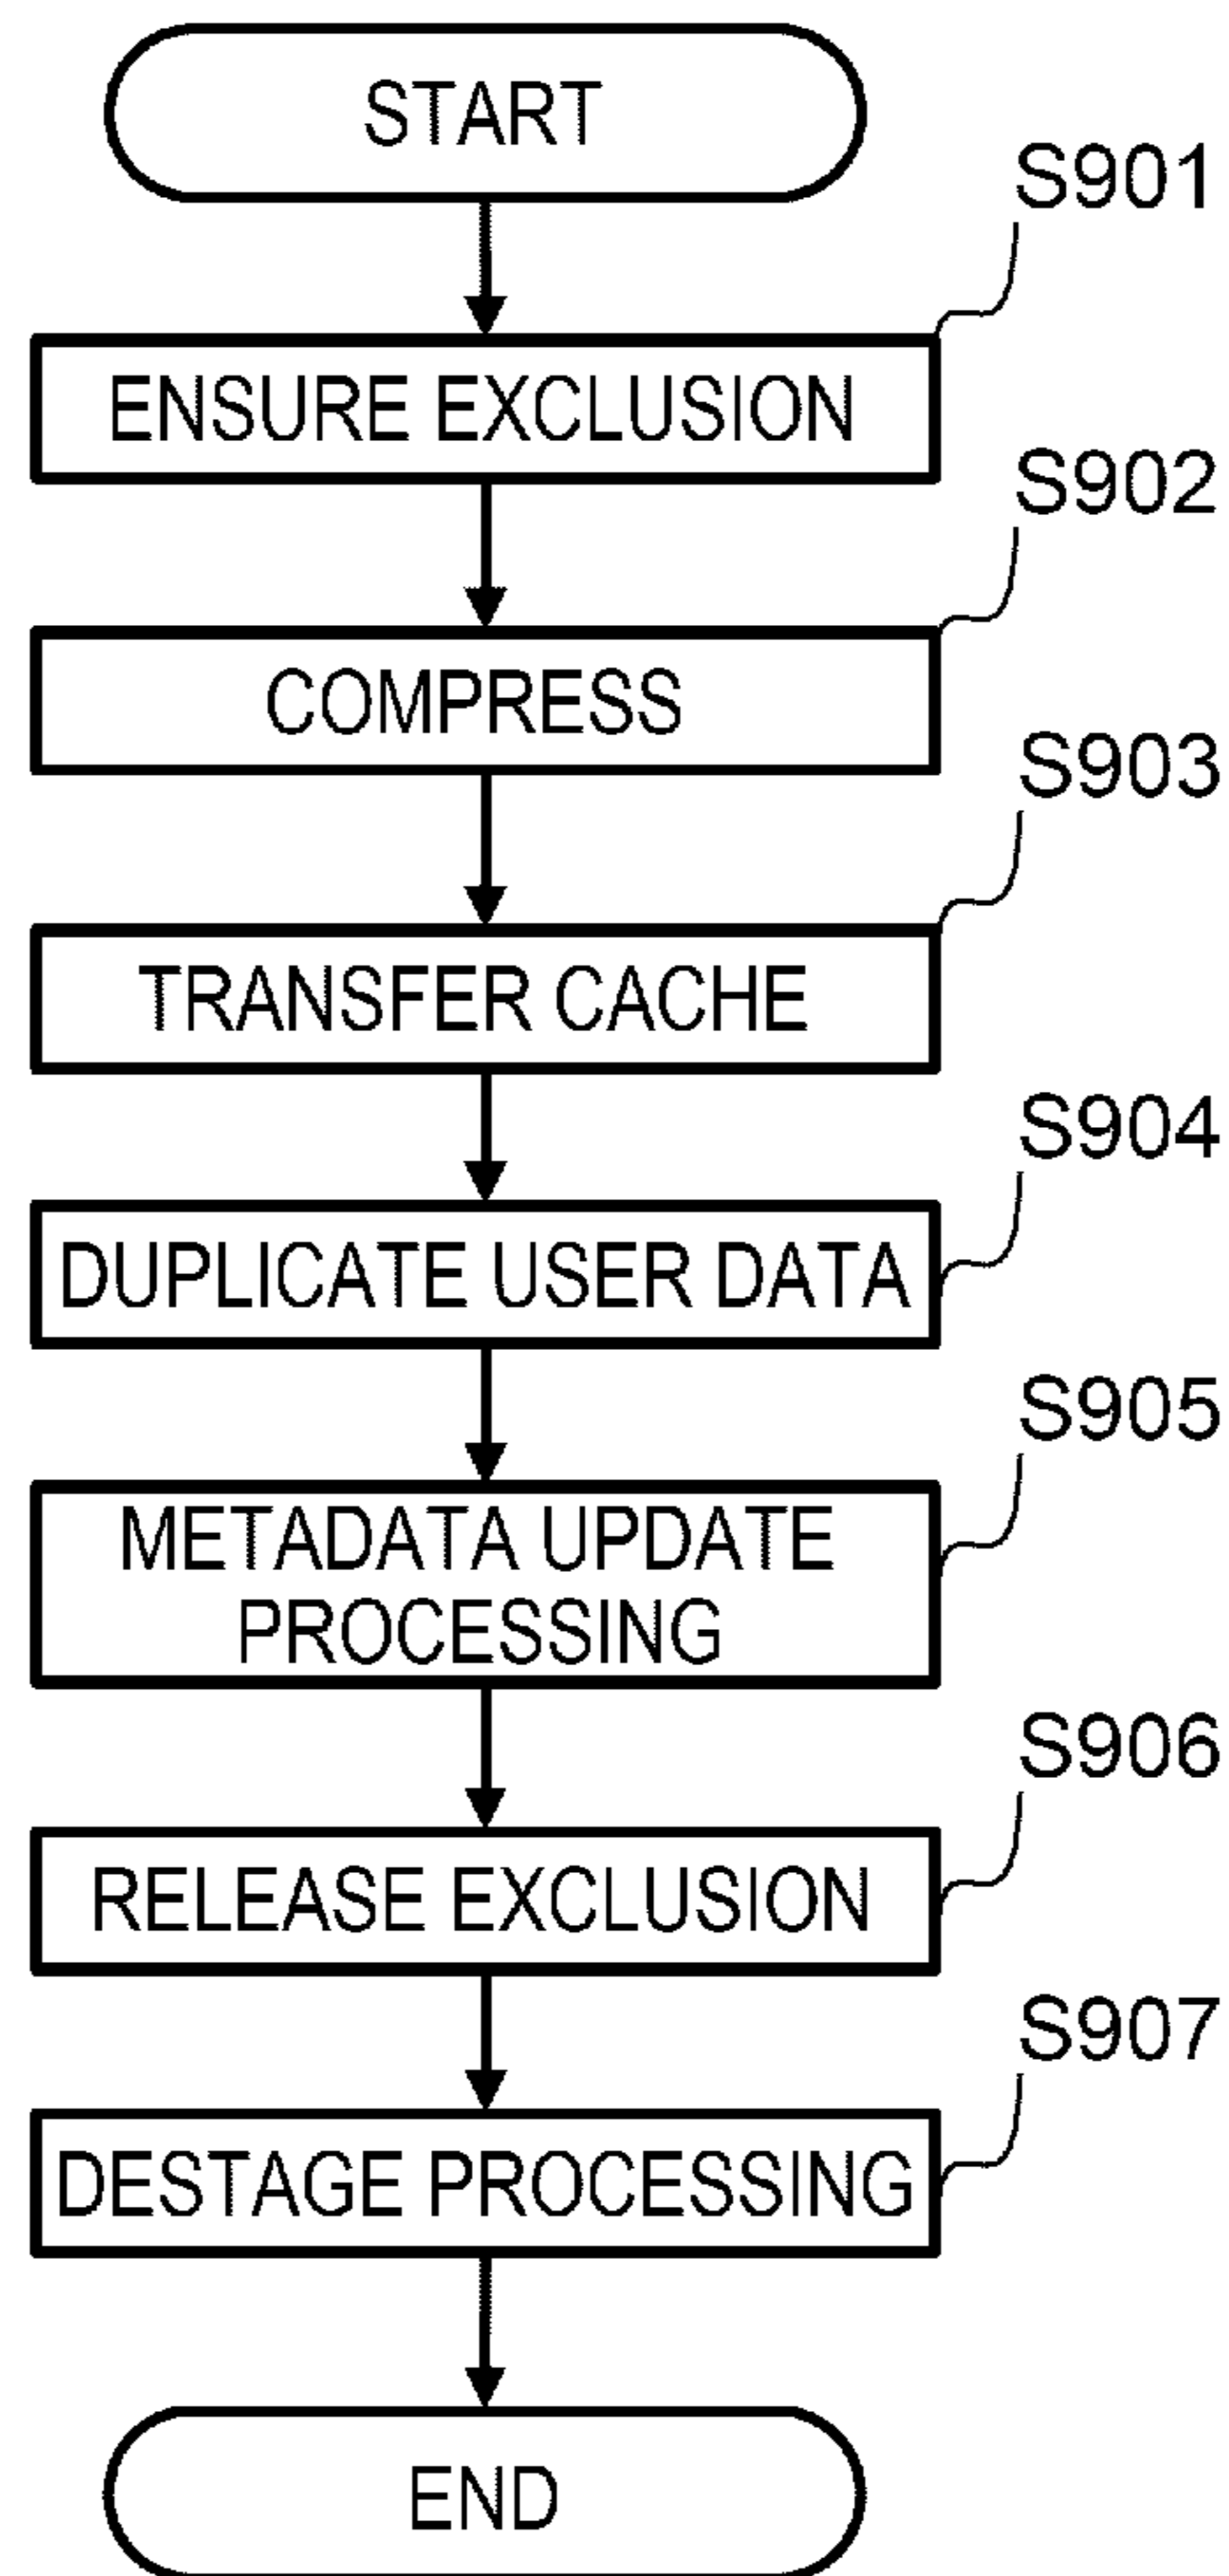 START
S901
ENSURE EXCLUSION
S902
COMPRESS
S903
TRANSFER CACHE
S904
DUPLICATE USER DATA
S905
METADATA UPDATE
PROCESSING
S906
RELEASE EXCLUSION
S907
DESTAGE PROCESSING
END